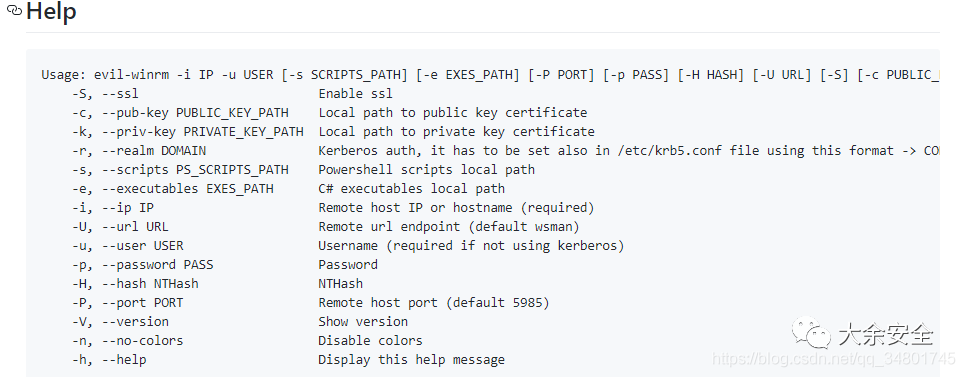 Help
Usage: evil-winrm -i IP -u USER [-s SCRIPTS_PATH] [-e EXES_PATH] [-P PORT] [-p PASS] [-H HASH] [-U URL] [-S] [-c PUBLIC_
-S, --ssl Enable ssl
-c, --pub-key PUBLIC_KEY_PATH Local path to public key certificate
-k, --priv-key PRIVATE_KEY_PATH Local path to private key certificate
-r, --realm DOMAIN Kerberos auth, it has to be set also in /etc/krb5.conf file using this format -> CO
-s, --scripts PS_SCRIPTS_PATH Powershell scripts local path
-e, --executables EXES_PATH C# executables local path
-i, --ip IP Remote host IP or hostname (required)
-U, --url URL Remote url endpoint (default wsman)
-u, --user USER Username (required if not using kerberos)
-p, --password PASS Password
-H, --hash NTHash NTHash
-P, --port PORT Remote host port (default 5985)
-V, --version Show version
-n, --no-colors Disable colors
-h, --help Display this help message
大余安全
https://blog.csdn.net/qq_34801745